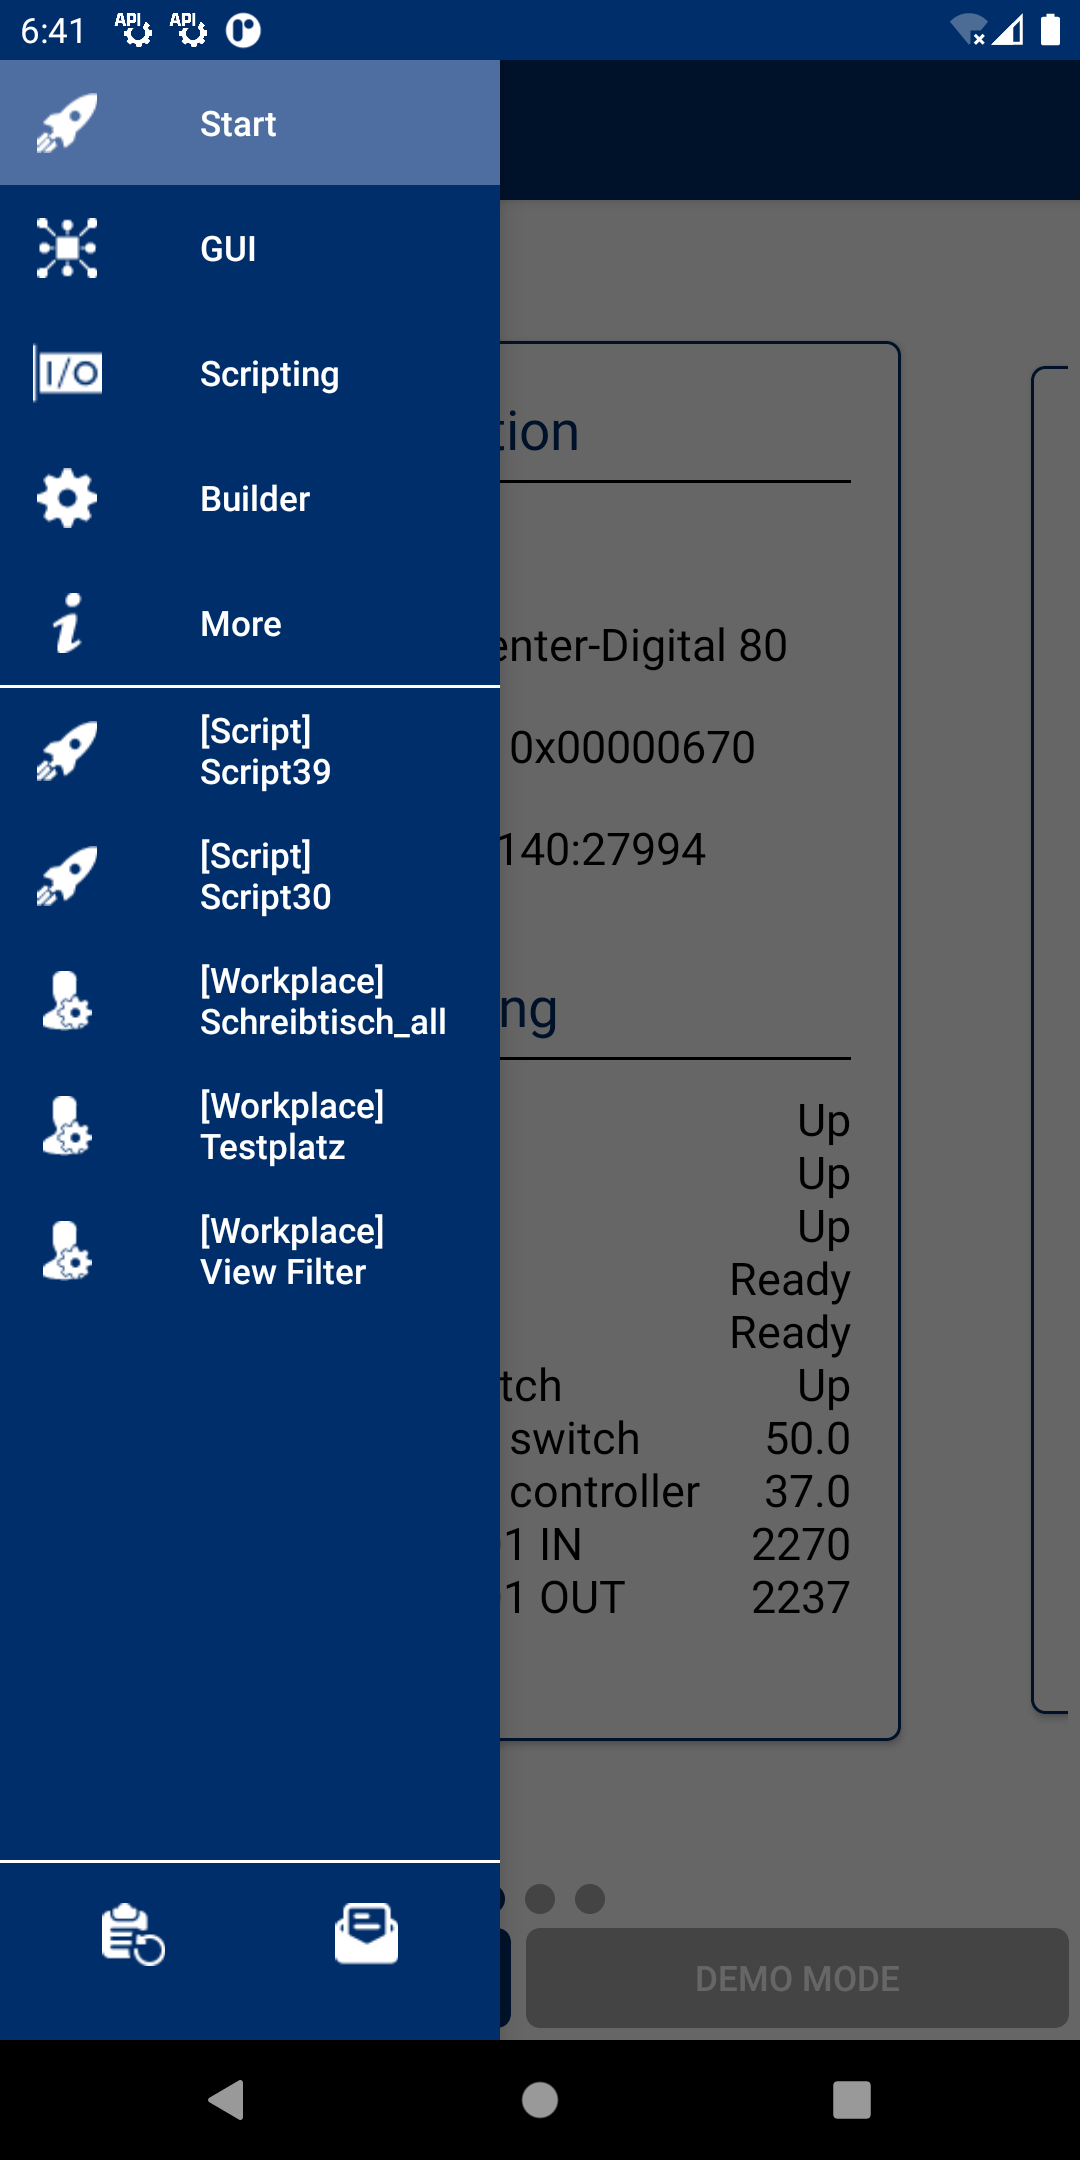 6:41
API API
Start
GUI
I/O
Scripting
Builder
More
[Script]
Script39
[Script]
Script30
[Workplace]
Schreibtisch_all
[Workplace]
Testplatz
[Workplace]
View Filter
tion
enter-Digital 80
0x00000670
140:27994
ng
Up
Up
Up
Ready
Ready
tch Up
switch 50.0
controller 37.0
1 IN 2270
1 OUT 2237
DEMO MODE